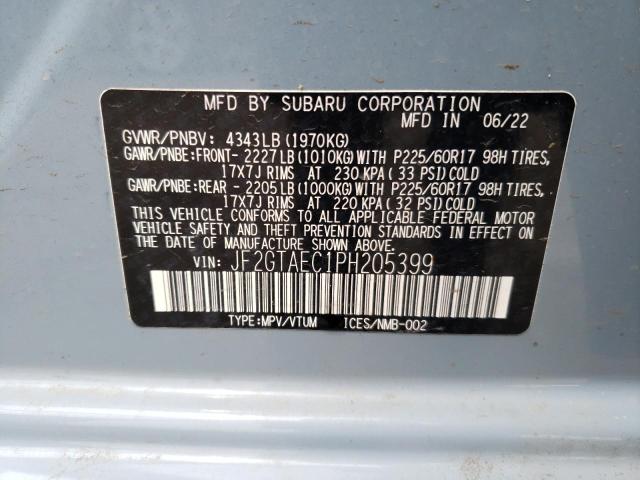 MFD BY SUBARU CORPORATION
MFD IN 06/22
GVWR/PNBV: 4343LB (1970KG)
GAWR/PNBE:FRONT- 2227LB (1010KG) WITH P225/60R17 98H TIRES,
17X7J RIMS AT 230 KPA ( 33 PSI) COLD
GAWR/PNBE:REAR - 2205LB (1000KG) WITH P225/60R17 98H TIRES,
17X7J RIMS AT 220 KPA ( 32 PSI) COLD
THIS VEHICLE CONFORMS TO ALL APPLICABLE FEDERAL MOTOR
VEHICLE SAFETY AND THEFT PREVENTION STANDARDS IN EFFECT ON THE
DATE OF MANUFACTURE SHOWN ABOVE.
VIN: JF2GTAEC1PH205399
TYPE:MPV/VTUM ICES/NMB-002